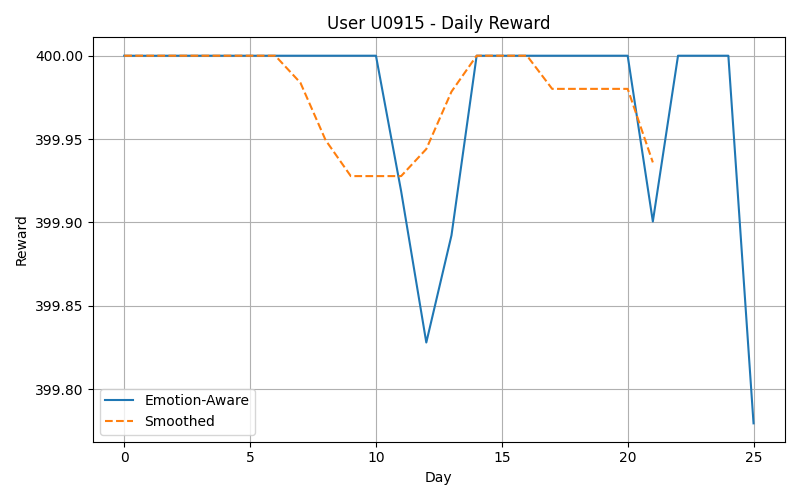 User U0915 - Daily Reward
400.00
399.95
399.90
399.85
399.80
Reward
Emotion-Aware
Smoothed
0 5 10 15 20 25
Day